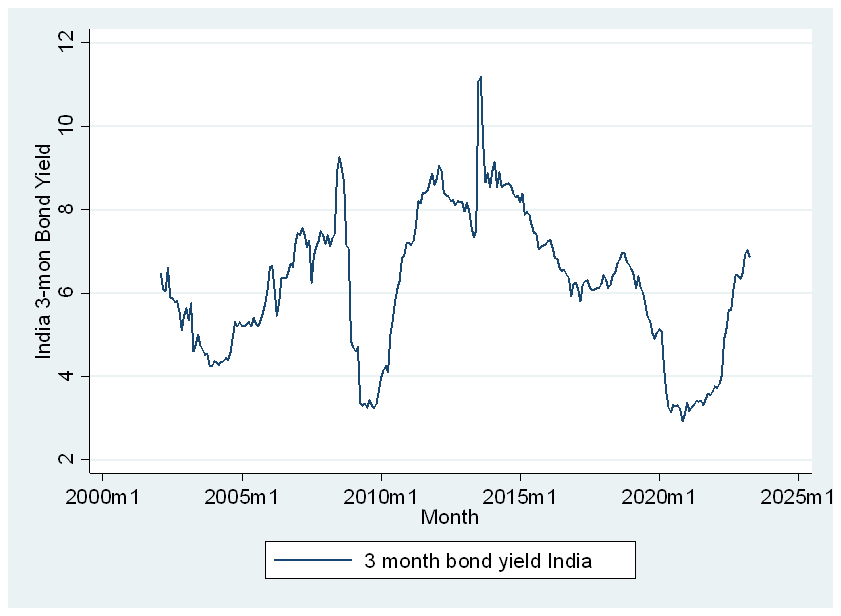 India 3-mon Bond Yield
12
10
8
6
4
2
2000m1 2005m1 2010m1 2015m1 2020m1 2025m1
Month
3 month bond yield India